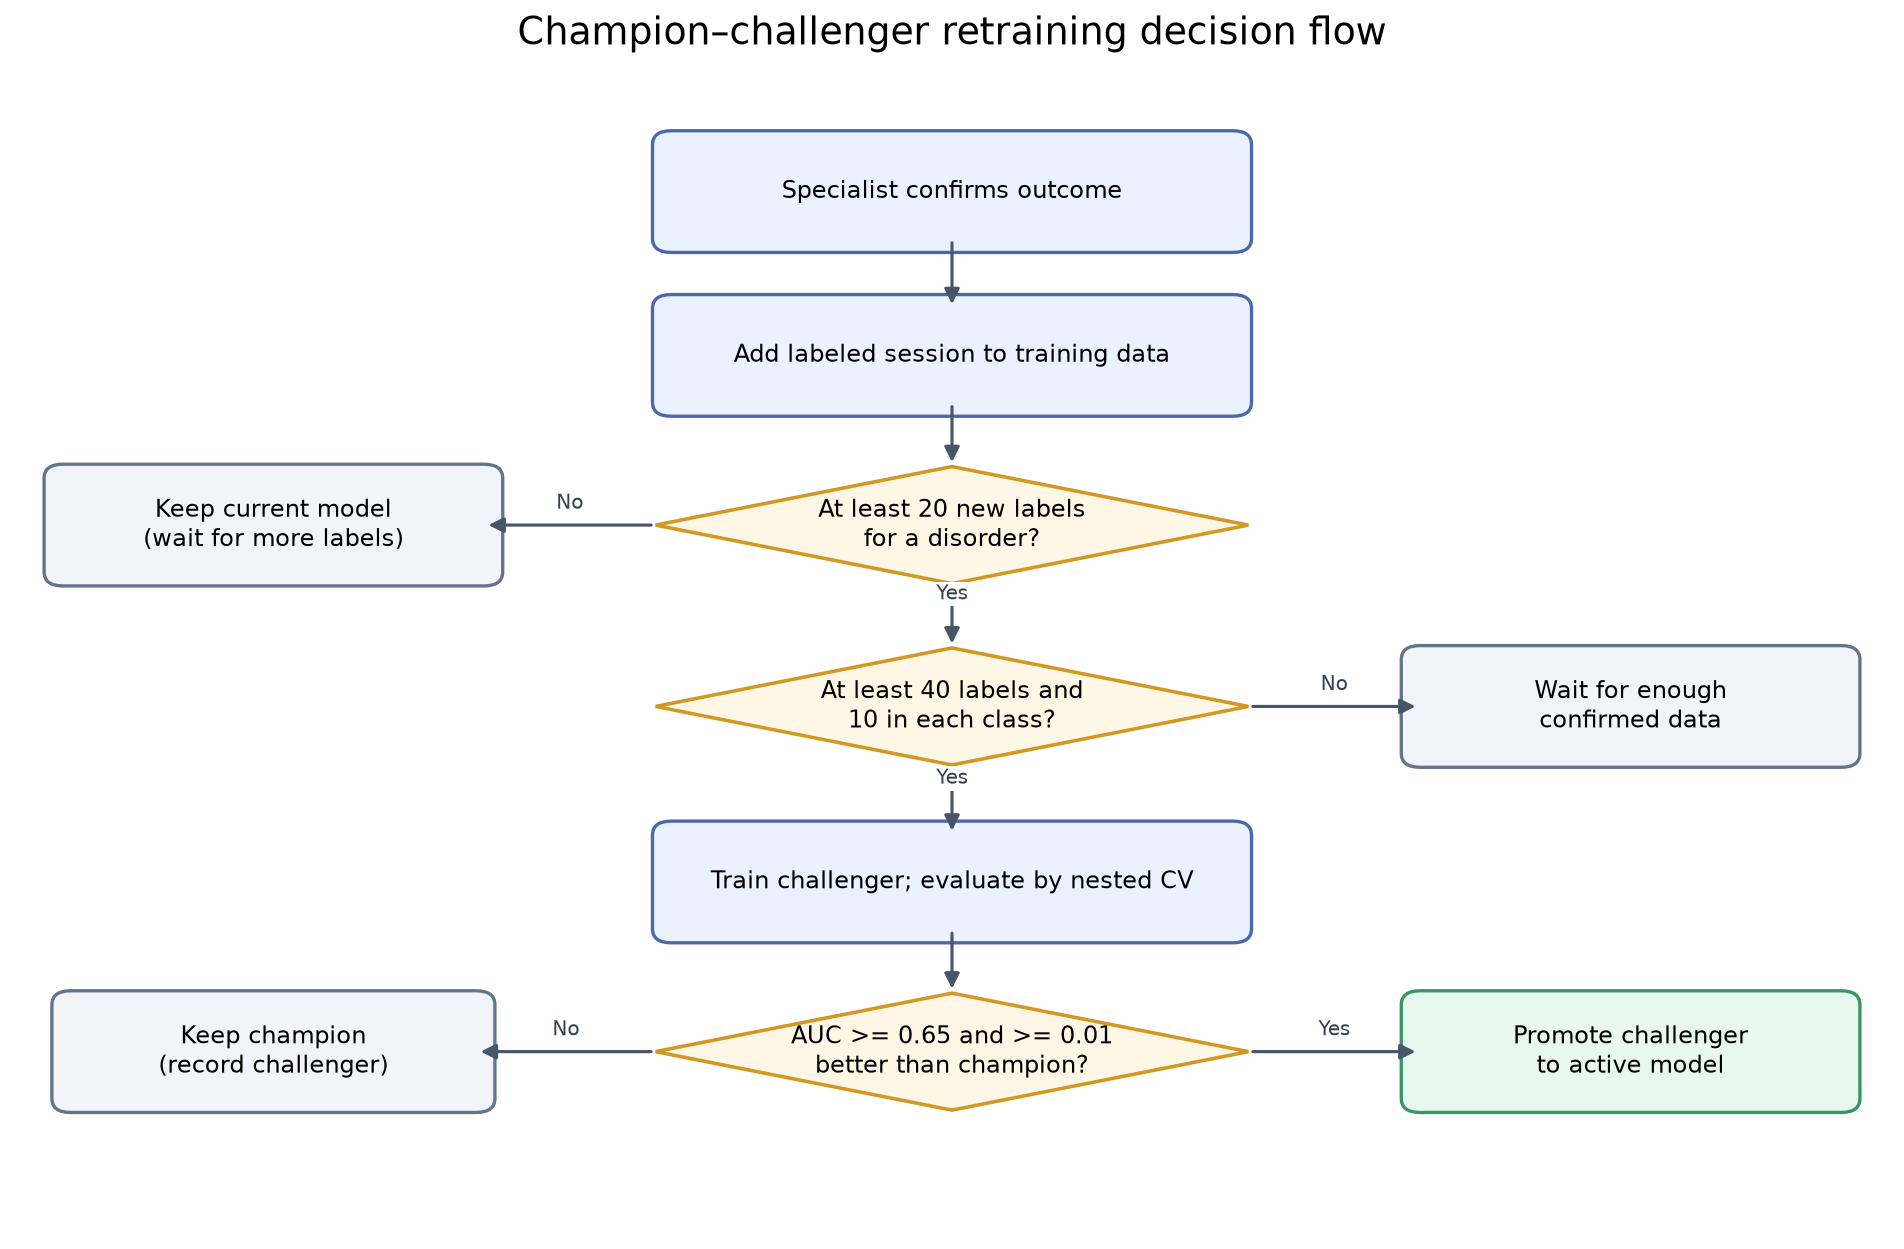 Champion–challenger retraining decision flow
Specialist confirms outcome
Add labeled session to training data
Keep current model
(wait for more labels)
No
At least 20 new labels
for a disorder?
Yes
At least 40 labels and
10 in each class?
No
Wait for enough
confirmed data
Yes
Train challenger; evaluate by nested CV
Keep champion
(record challenger)
No
AUC >= 0.65 and >= 0.01
better than champion?
Yes
Promote challenger
to active model